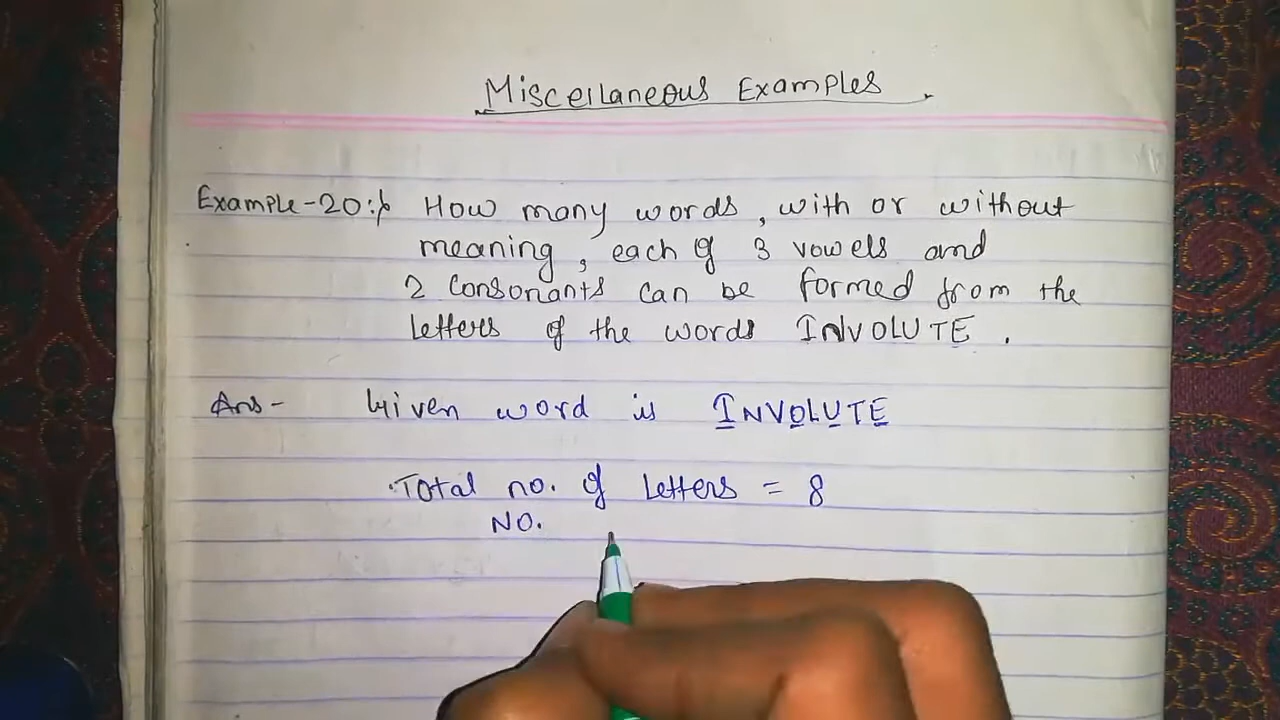 Miscellaneous Examples
Example-20:- How many words, with or without
meaning, each of 3 vowels and
2 consonants can be formed from the
letters of the words INVOLUTE.
Ans- Given word is INVOLUTE
Total no. of letters = 8
No.